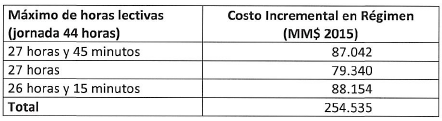 Máximo de horas lectivas
(jornada 44 horas)
Costo Incremental en Régimen
(MM$ 2015)
27 horas y 45 minutos 87.042
27 horas 79.340
26 horas y 15 minutos 88.154
Total 254.535